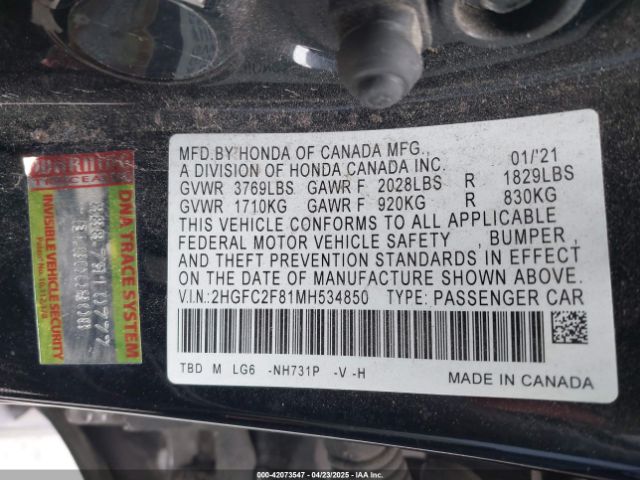 MFD.BY HONDA OF CANADA MFG.,
A DIVISION OF HONDA CANADA INC. 01/'21
GVWR 3769LBS GAWR F 2028LBS R 1829LBS
GVWR 1710KG GAWR F 920KG R 830KG
THIS VEHICLE CONFORMS TO ALL APPLICABLE
FEDERAL MOTOR VEHICLE SAFETY , BUMPER ,
AND THEFT PREVENTION STANDARDS IN EFFECT
ON THE DATE OF MANUFACTURE SHOWN ABOVE.
V.I.N.:2HGFC2F81MH534850 TYPE: PASSENGER CAR
TBD M LG6 -NH731P -V -H
MADE IN CANADA
WARNING
DNA TRACE SYSTEM
INVISIBLE VEHICLE SECURITY
000-42073547 - 04/23/2025 - IAA, Inc.